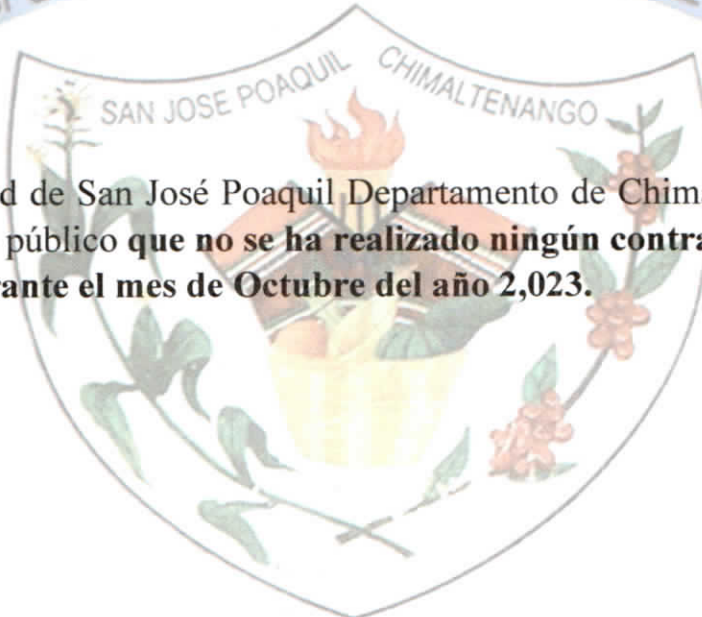 SAN JOSE POAQUIL CHIMALTENANGO
d de San José Poaquil Departamento de Chim
público que no se ha realizado ningún contra
ante el mes de Octubre del año 2,023.